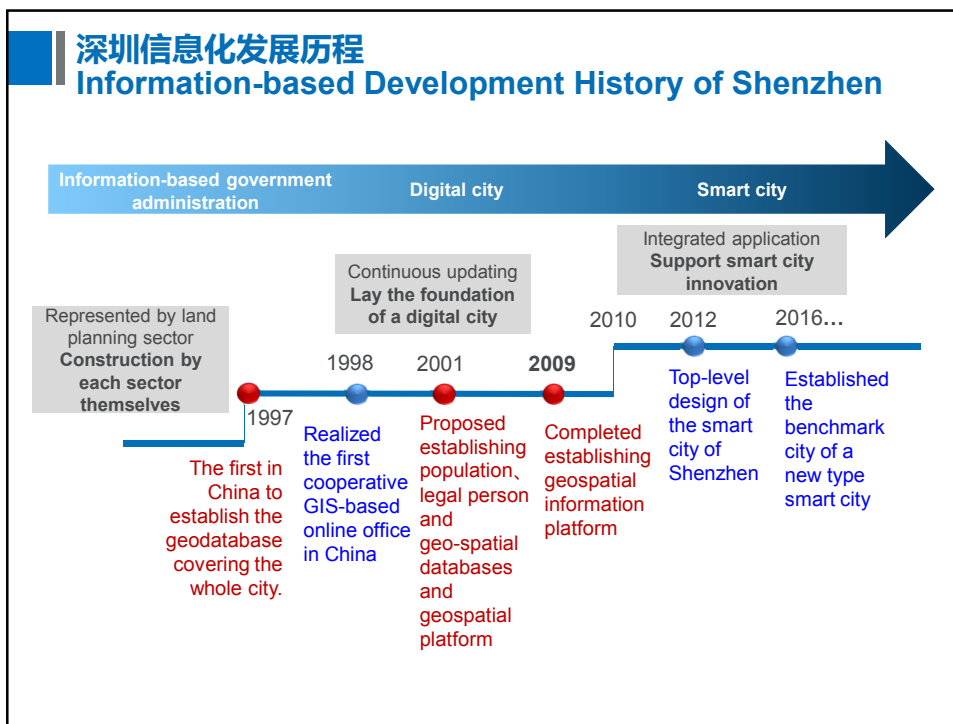 深圳信息化发展历程
Information-based Development History of Shenzhen
Information-based government
administration
Digital city
Smart city
Represented by land
planning sector
Construction by
each sector
themselves
Continuous updating
Lay the foundation
of a digital city
Integrated application
Support smart city
innovation
1997
1998
2001
2009
2010
2012
2016...
The first in
China to
establish the
geodatabase
covering the
whole city.
Realized
the first
cooperative
GIS-based
online office
in China
Proposed
establishing
population、
legal person
and
geo-spatial
databases
and
geospatial
platform
Completed
establishing
geospatial
information
platform
Top-level
design of
the smart
city of
Shenzhen
Established
the
benchmark
city of a
new type
smart city